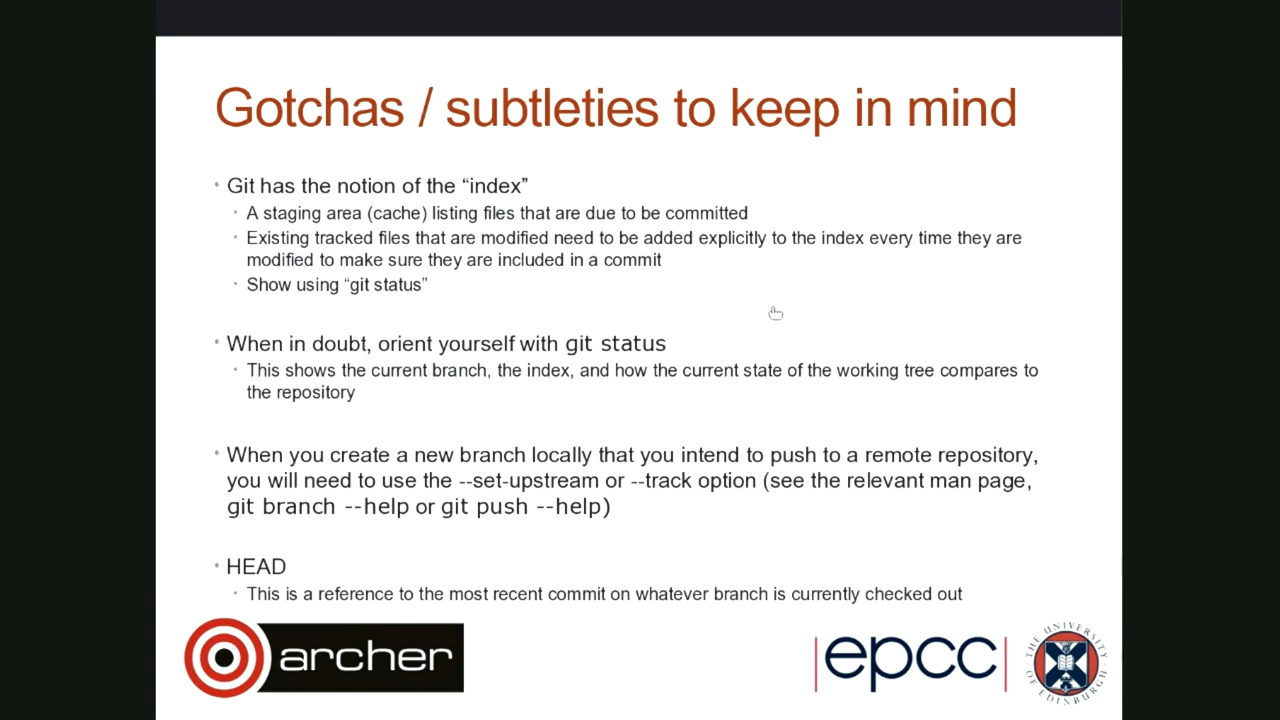 Gotchas / subtleties to keep in mind
• Git has the notion of the “index”
• A staging area (cache) listing files that are due to be committed
• Existing tracked files that are modified need to be added explicitly to the index every time they are
modified to make sure they are included in a commit
• Show using “git status”
• When in doubt, orient yourself with git status
• This shows the current branch, the index, and how the current state of the working tree compares to
the repository
• When you create a new branch locally that you intend to push to a remote repository,
you will need to use the --set-upstream or --track option (see the relevant man page,
git branch --help or git push --help)
• HEAD
• This is a reference to the most recent commit on whatever branch is currently checked out
archer
epcc
THE UNIVERSITY
OF EDINBURGH